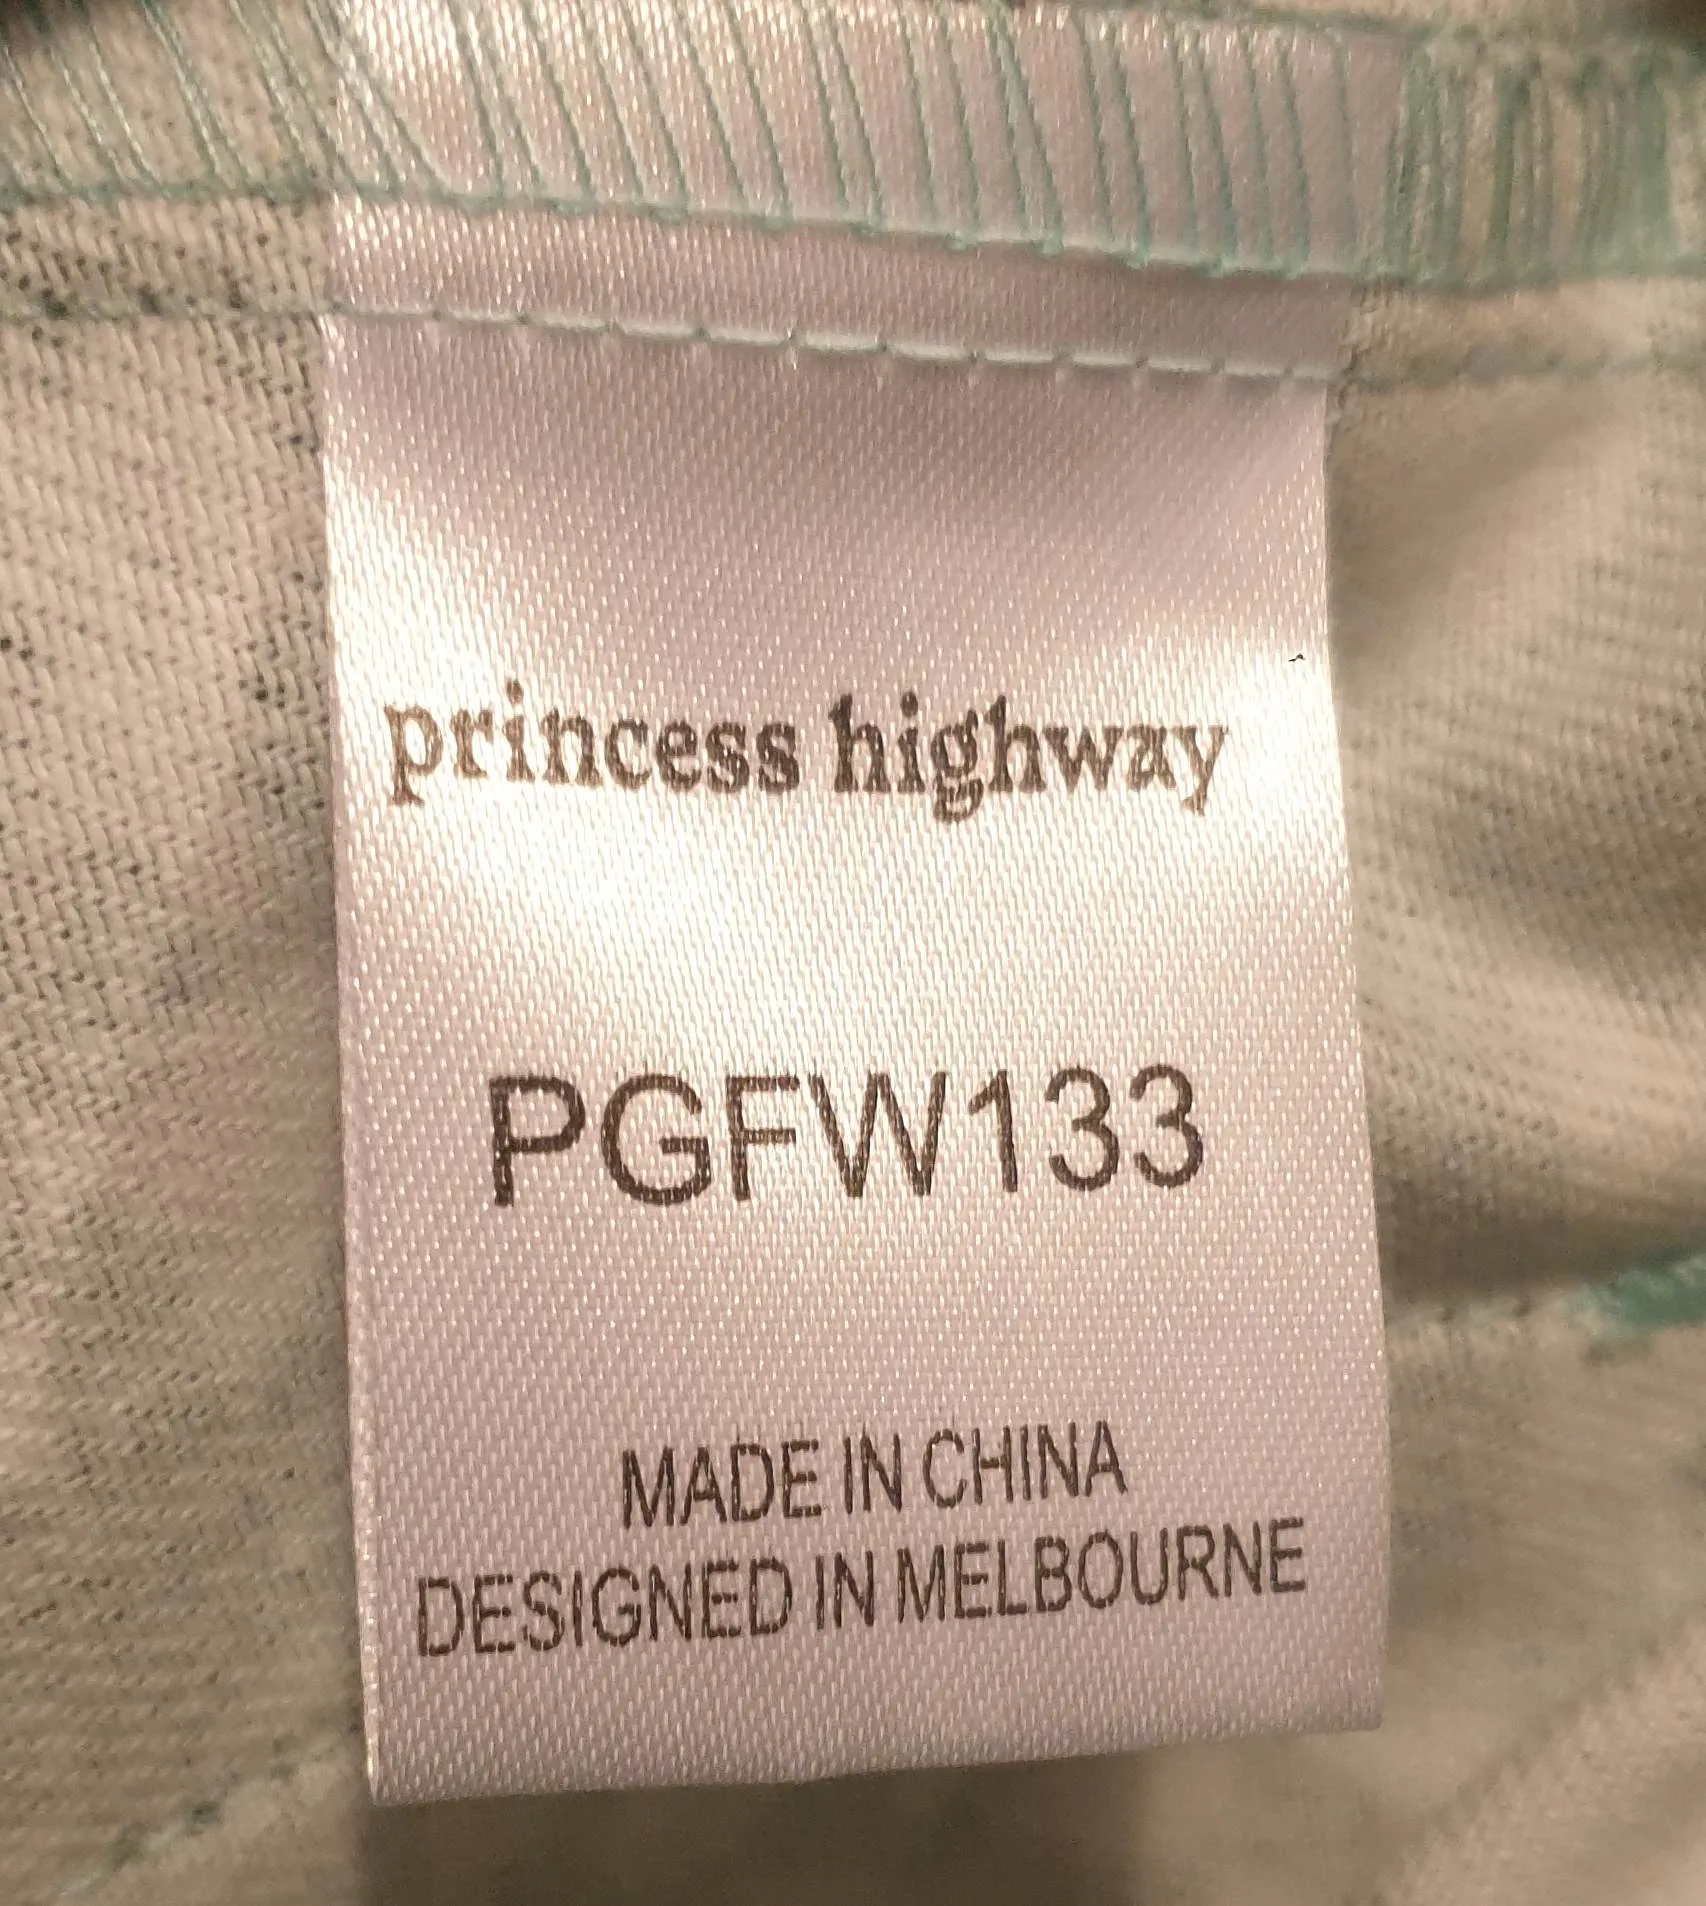 princess highway
PGFW133
MADE IN CHINA
DESIGNED IN MELBOURNE